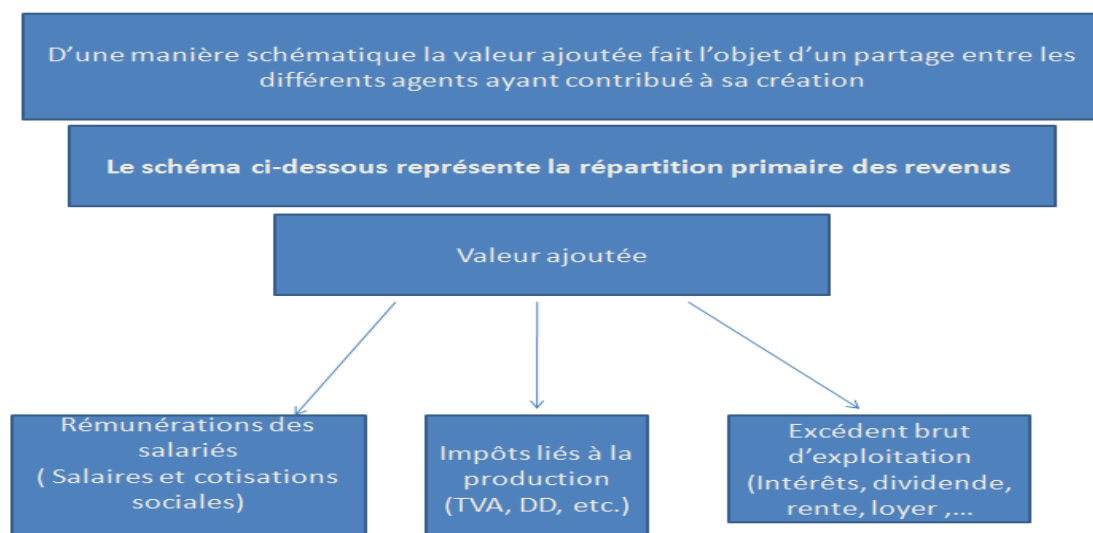 D’une manière schématique la valeur ajoutée fait l’objet d’un partage entre les
différents agents ayant contribué à sa création
Le schéma ci-dessous représente la répartition primaire des revenus
Valeur ajoutée
Rémunérations des
salariés
( Salaires et cotisations
sociales)
Impôts liés à la
production
(TVA, DD, etc.)
Excédent brut
d’exploitation
(Intérêts, dividende,
rente, loyer ,...